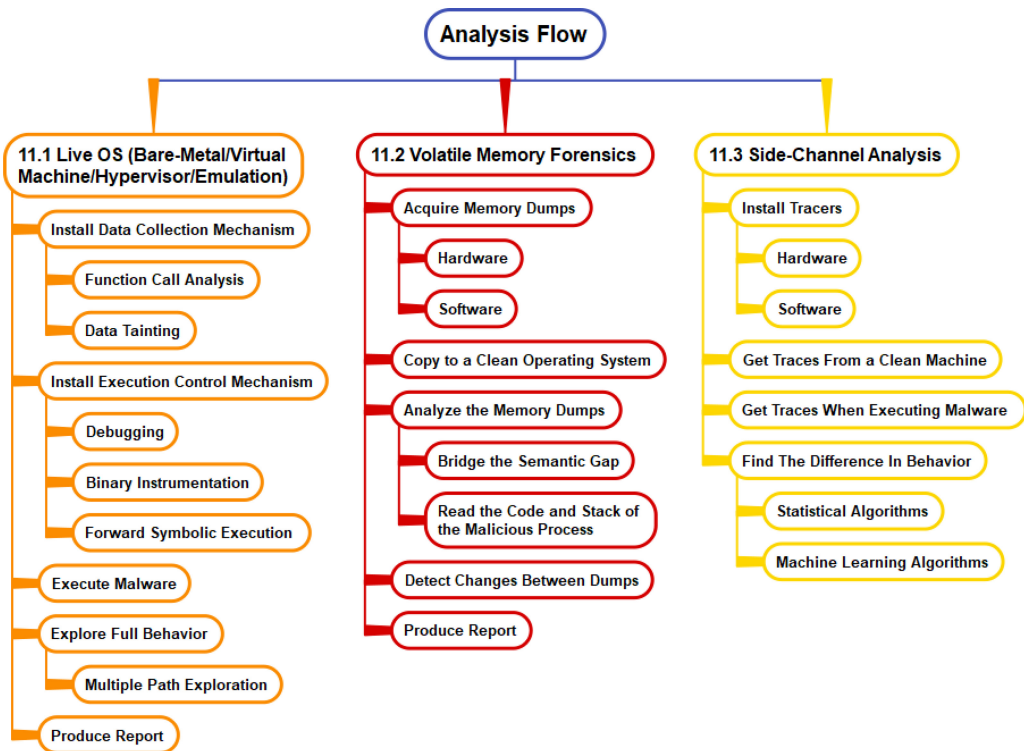 Analysis Flow
11.1 Live OS (Bare-Metal/Virtual
Machine/Hypervisor/Emulation)
Install Data Collection Mechanism
Function Call Analysis
Data Tainting
Install Execution Control Mechanism
Debugging
Binary Instrumentation
Forward Symbolic Execution
Execute Malware
Explore Full Behavior
Multiple Path Exploration
Produce Report
11.2 Volatile Memory Forensics
Acquire Memory Dumps
Hardware
Software
Copy to a Clean Operating System
Analyze the Memory Dumps
Bridge the Semantic Gap
Read the Code and Stack of
the Malicious Process
Detect Changes Between Dumps
Produce Report
11.3 Side-Channel Analysis
Install Tracers
Hardware
Software
Get Traces From a Clean Machine
Get Traces When Executing Malware
Find The Difference In Behavior
Statistical Algorithms
Machine Learning Algorithms